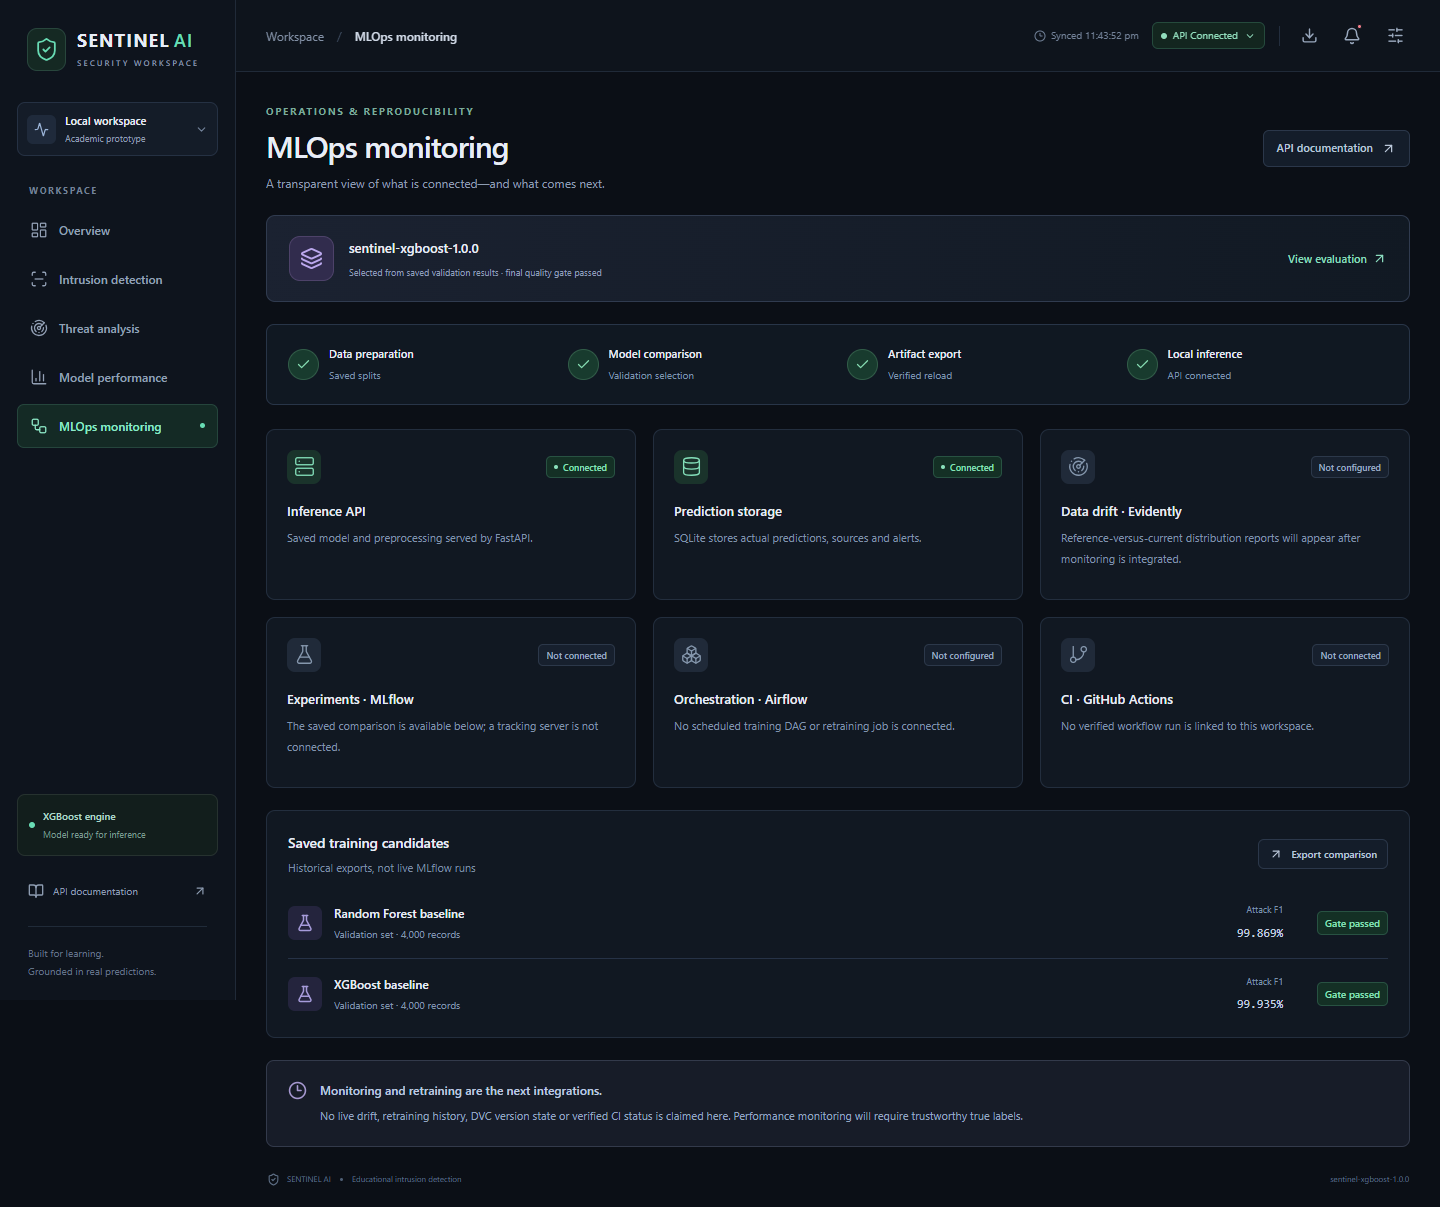 SENTINEL AI
SECURITY WORKSPACE
Local workspace
Academic prototype
WORKSPACE
Overview
Intrusion detection
Threat analysis
Model performance
MLOps monitoring
XGBoost engine
Model ready for inference
API documentation
Built for learning.
Grounded in real predictions.
Workspace / MLOps monitoring
Synced 11:43:52 pm
API Connected
OPERATIONS & REPRODUCIBILITY
MLOps monitoring
A transparent view of what is connected—and what comes next.
API documentation
sentinel-xgboost-1.0.0
Selected from saved validation results · final quality gate passed
View evaluation
Data preparation
Saved splits
Model comparison
Validation selection
Artifact export
Verified reload
Local inference
API connected
Connected
Inference API
Saved model and preprocessing served by FastAPI.
Connected
Prediction storage
SQLite stores actual predictions, sources and alerts.
Not configured
Data drift · Evidently
Reference-versus-current distribution reports will appear after
monitoring is integrated.
Not connected
Experiments · MLflow
The saved comparison is available below; a tracking server is not
connected.
Not configured
Orchestration · Airflow
No scheduled training DAG or retraining job is connected.
Not connected
CI · GitHub Actions
No verified workflow run is linked to this workspace.
Saved training candidates
Historical exports, not live MLflow runs
Export comparison
Random Forest baseline
Validation set · 4,000 records
Attack F1
99.869%
Gate passed
XGBoost baseline
Validation set · 4,000 records
Attack F1
99.935%
Gate passed
Monitoring and retraining are the next integrations.
No live drift, retraining history, DVC version state or verified CI status is claimed here. Performance monitoring will require trustworthy true labels.
SENTINEL AI • Educational intrusion detection
sentinel-xgboost-1.0.0